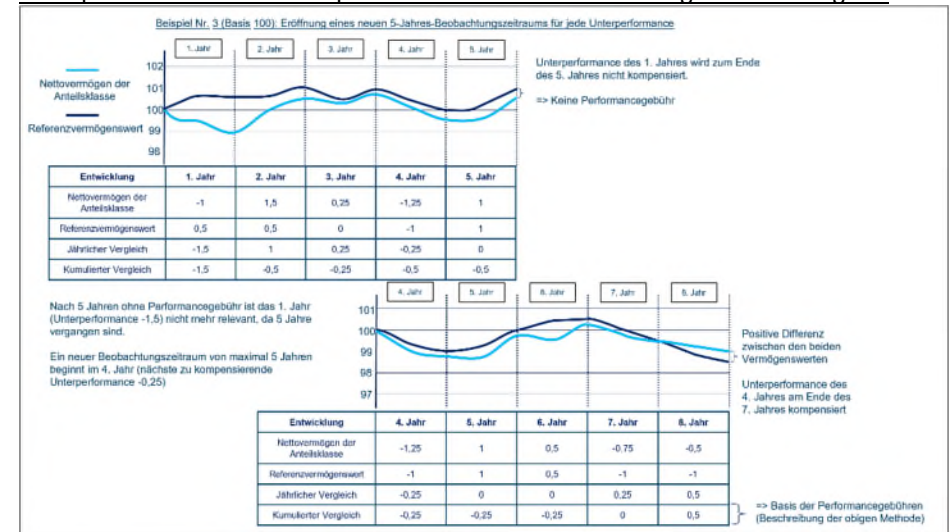 Beispiel Nr. 3 (Basis 100): Eröffnung eines neuen 5-Jahres-Beobachtungszeitraums für jede Unterperformance
1. Jahr 2. Jahr 3. Jahr 4. Jahr 5. Jahr
102
101
100
99
98
Nettovermögen der
Anteilsklasse
Referenzvermögenswert
Unterperformance des 1. Jahres wird zum Ende
des 5. Jahres nicht kompensiert.
=> Keine Performancegebühr
Entwicklung 1. Jahr 2. Jahr 3. Jahr 4. Jahr 5. Jahr
Nettovermögen der
Anteilsklasse -1 1,5 0,25 -1,25 1
Referenzvermögenswert 0,5 0,5 0 -1 1
Jährlicher Vergleich -1,5 1 0,25 -0,25 0
Kumulierter Vergleich -1,5 -0,5 -0,25 -0,5 -0,5
Nach 5 Jahren ohne Performancegebühr ist das 1. Jahr
(Unterperformance -1,5) nicht mehr relevant, da 5 Jahre
vergangen sind.
Ein neuer Beobachtungszeitraum von maximal 5 Jahren
beginnt im 4. Jahr (nächste zu kompensierende
Unterperformance -0,25)
4. Jahr 5. Jahr 6. Jahr 7. Jahr 8. Jahr
101
100
99
98
97
Positive Differenz
zwischen den beiden
Vermögenswerten
Unterperformance des
4. Jahres am Ende des
7. Jahres kompensiert
Entwicklung 4. Jahr 5. Jahr 6. Jahr 7. Jahr 8. Jahr
Nettovermögen der
Anteilsklasse -1,25 1 0,5 -0,75 -0,5
Referenzvermögenswert -1 1 0,5 -1 -1
Jährlicher Vergleich -0,25 0 0 0,25 0,5
Kumulierter Vergleich -0,25 -0,25 -0,25 0 0,5
=> Basis der Performancegebühren
(Beschreibung der obigen Methode)